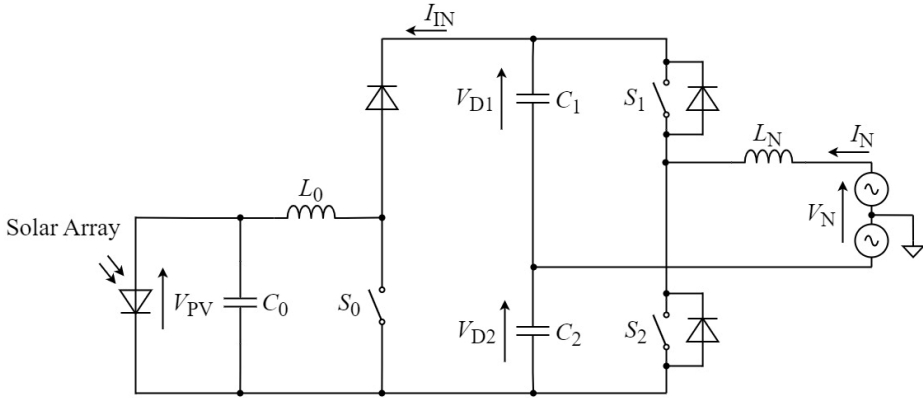 I_IN
V_D1
C_1
S_1
L_N
I_N
L_0
Solar Array
V_N
V_PV
C_0
S_0
V_D2
C_2
S_2